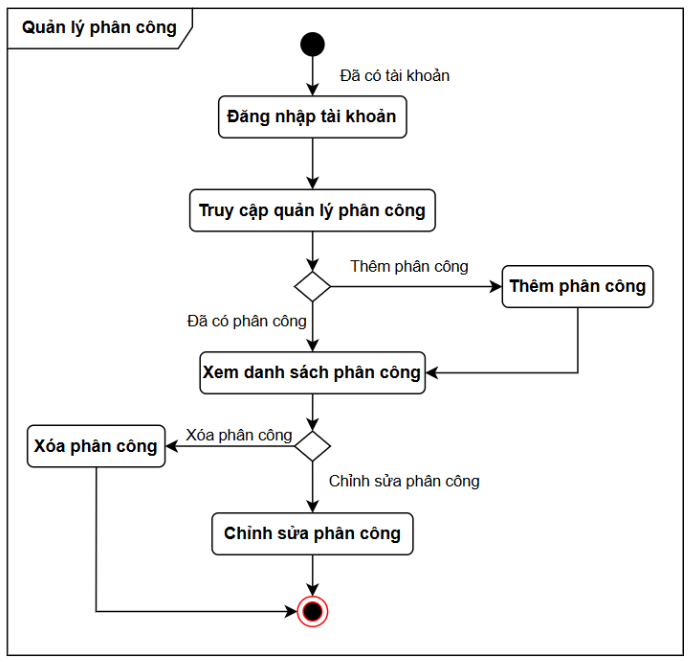 Quản lý phân công
Đã có tài khoản
Đăng nhập tài khoản
Truy cập quản lý phân công
Thêm phân công
Thêm phân công
Đã có phân công
Xem danh sách phân công
Xóa phân công
Xóa phân công
Chỉnh sửa phân công
Chỉnh sửa phân công